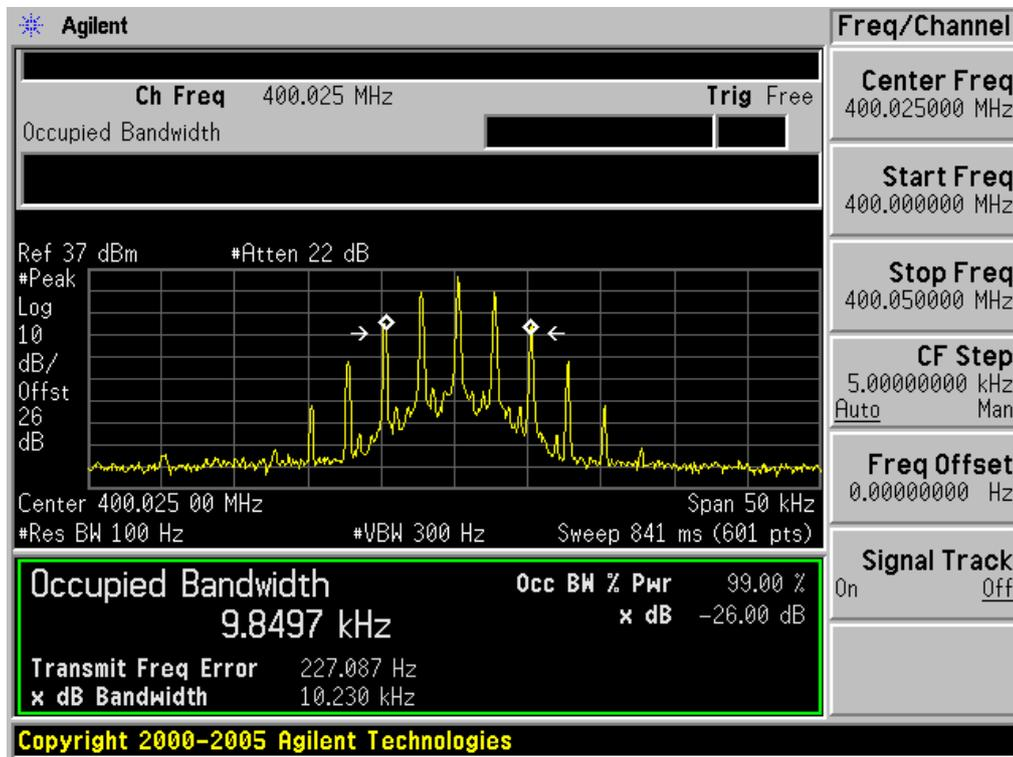 Agilent
Freq/Channel
Ch Freq 400.025 MHz Trig Free
Occupied Bandwidth
Center Freq
400.025000 MHz
Start Freq
400.000000 MHz
Stop Freq
400.050000 MHz
CF Step
5.00000000 kHz
Auto Man
Freq Offset
0.00000000 Hz
Signal Track
On Off
Ref 37 dBm #Atten 22 dB
#Peak
Log
10
dB/
Offst
26
dB
Center 400.025 00 MHz Span 50 kHz
#Res BW 100 Hz #VBW 300 Hz Sweep 841 ms (601 pts)
Occupied Bandwidth Occ BW % Pwr 99.00 %
9.8497 kHz x dB -26.00 dB
Transmit Freq Error 227.087 Hz
x dB Bandwidth 10.230 kHz
Copyright 2000-2005 Agilent Technologies